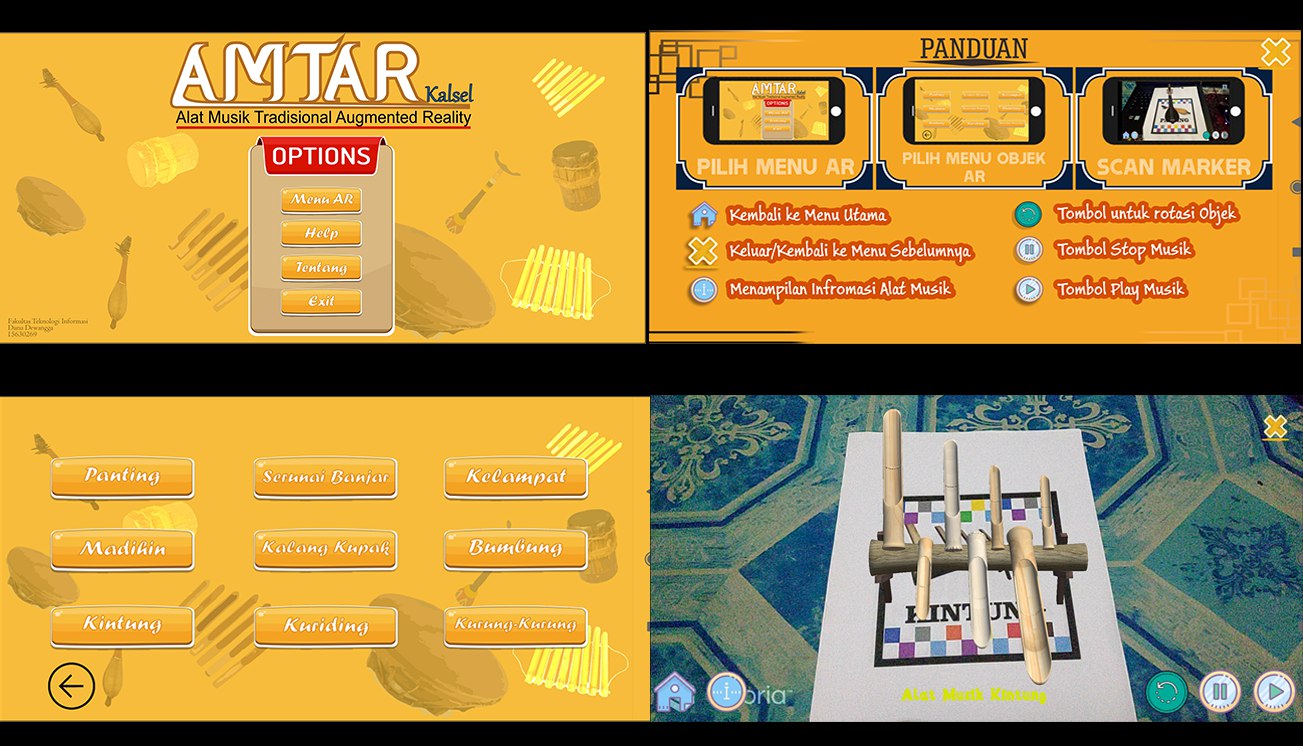 AMTAR
Kalsel
Alat Musik Tradisional Augmented Reality
OPTIONS
Menu AR
Help
Tentang
Exit
Fakultas Teknologi Informasi
Dana Dewangga
15630269
PANDUAN
AMTAR
Kalsel
OPTIONS
PILIH MENU AR
PILIH MENU OBJEK
AR
SCAN MARKER
Kembali ke Menu Utama
Keluar/Kembali ke Menu Sebelumnya
Menampilan Infromasi Alat Musik
Tombol untuk rotasi Objek
Tombol Stop Musik
Tombol Play Musik
Panting
Serunai Banjar
Kelampat
Madihin
Kalang Kupak
Bumbung
Kintung
Kuriding
Kurung-Kurung
KINTUNG
Alat Musik Kintung
oria